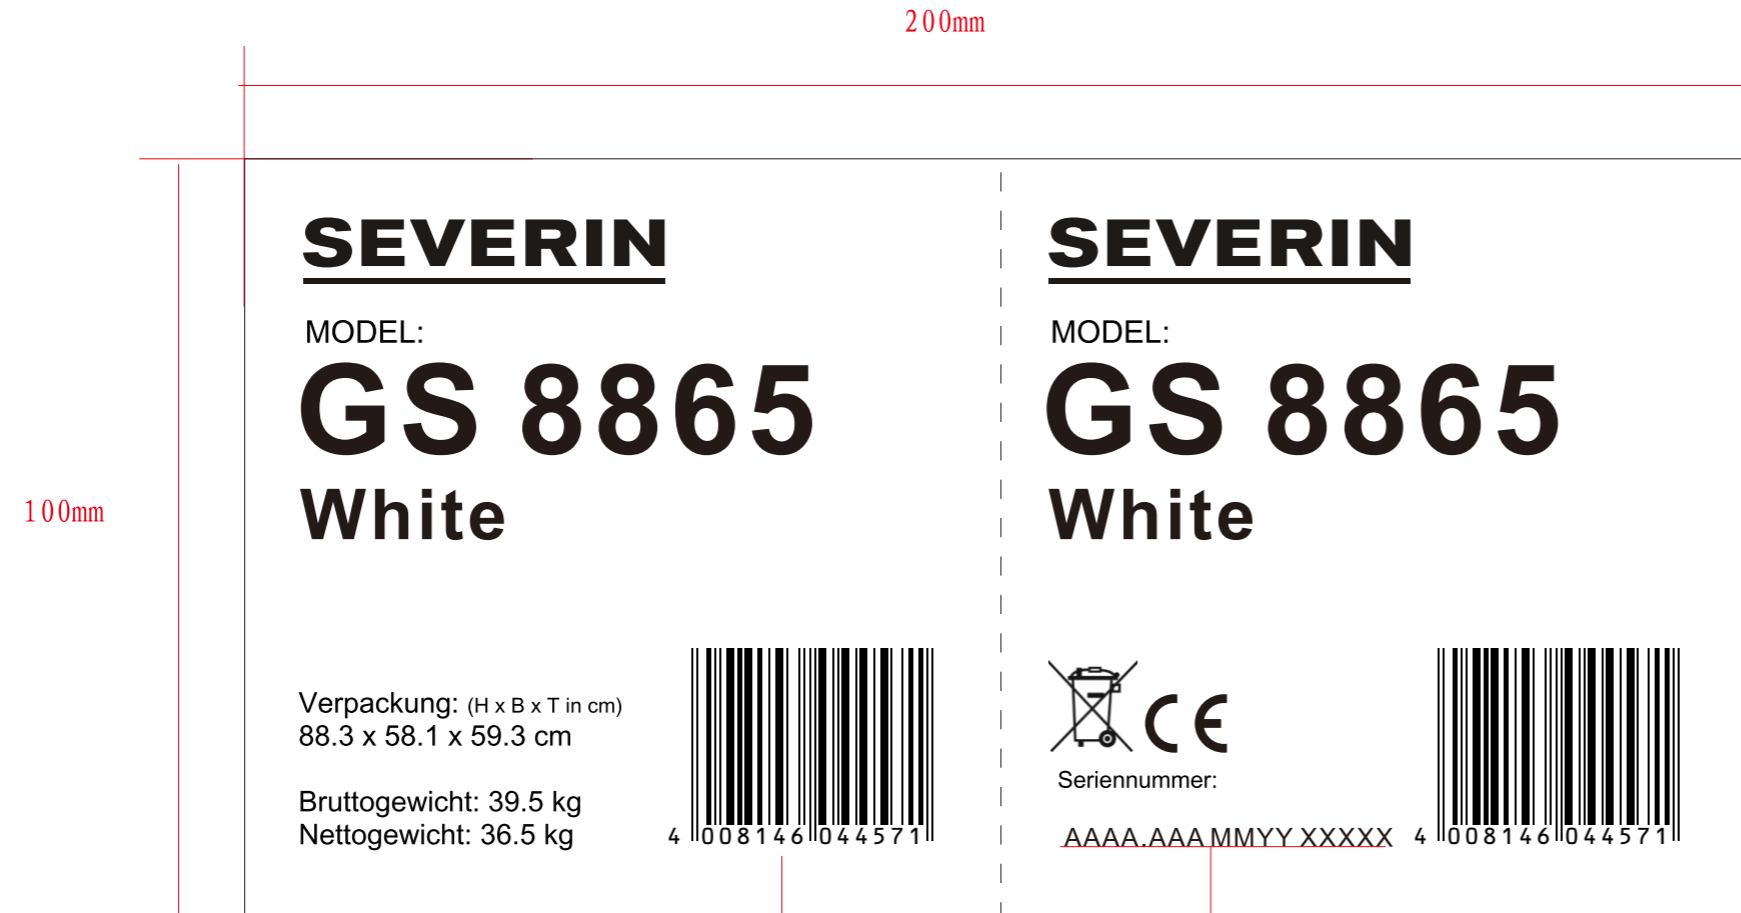 200mm
100mm
SEVERIN
MODEL:
GS 8865
White
Verpackung: (H x B x T in cm)
88.3 x 58.1 x 59.3 cm
Bruttogewicht: 39.5 kg
Nettogewicht: 36.5 kg
4 008146 044571
SEVERIN
MODEL:
GS 8865
White
CE
Seriennummer:
AAAA.AAA MMYY XXXXX
4 008146 044571